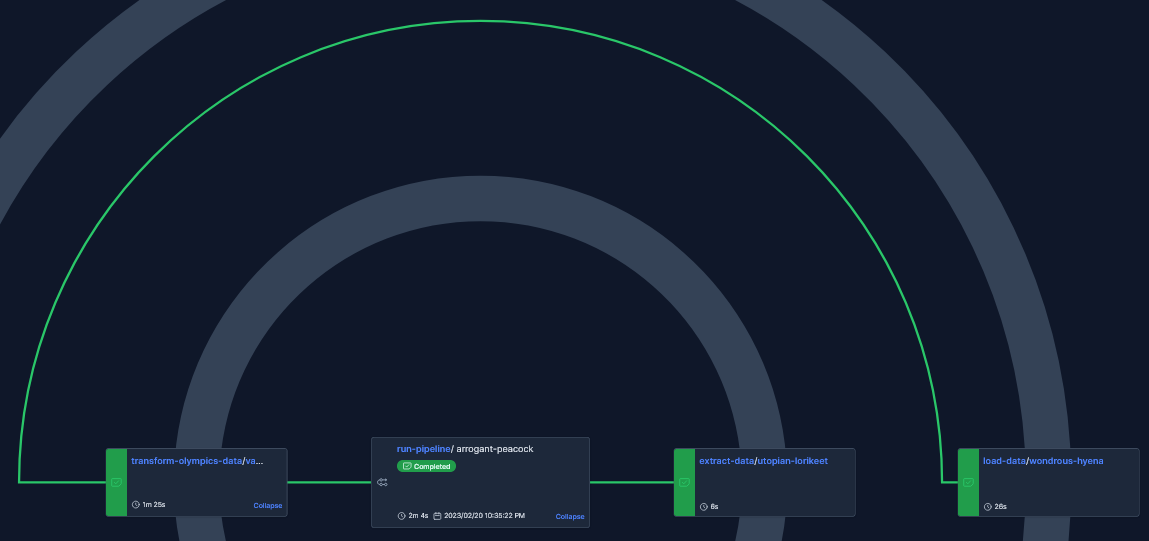 transform-olympics-data/va...
1m 25s
Collapse
run-pipeline/ arrogant-peacock
Completed
2m 4s 2023/02/20 10:35:22 PM
Collapse
extract-data/utopian-lorikeet
6s
load-data/wondrous-hyena
26s